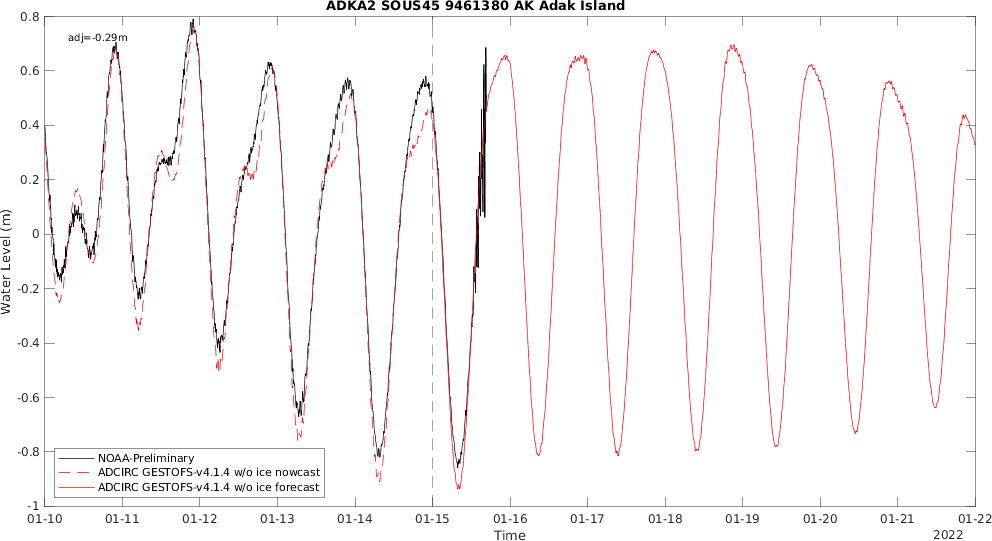 ADKA2 SOUS45 9461380 AK Adak Island
adj=-0.29m
0.8
0.6
0.4
0.2
0
-0.2
-0.4
-0.6
-0.8
-1
Water Level (m)
NOAA-Preliminary
ADCIRC GESTOFS-v4.1.4 w/o ice nowcast
ADCIRC GESTOFS-v4.1.4 w/o ice forecast
01-10 01-11 01-12 01-13 01-14 01-15 01-16 01-17 01-18 01-19 01-20 01-21 01-22
Time
2022